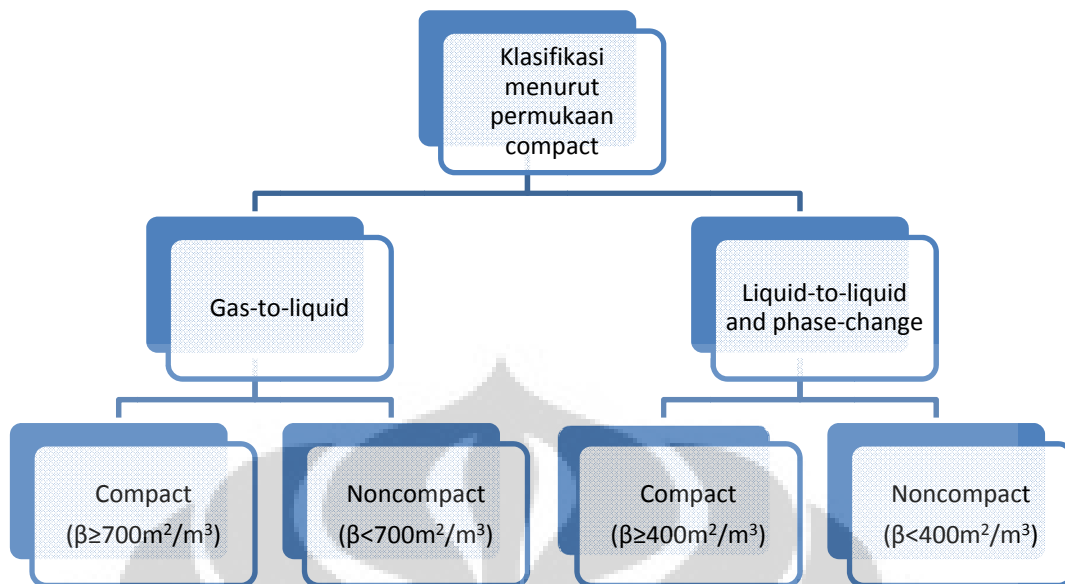 Klasifikasi
menurut
permukaan
compact
Gas-to-liquid
Liquid-to-liquid
and phase-change
Compact
(β≥700m²/m³)
Noncompact
(β<700m²/m³)
Compact
(β≥400m²/m³)
Noncompact
(β<400m²/m³)